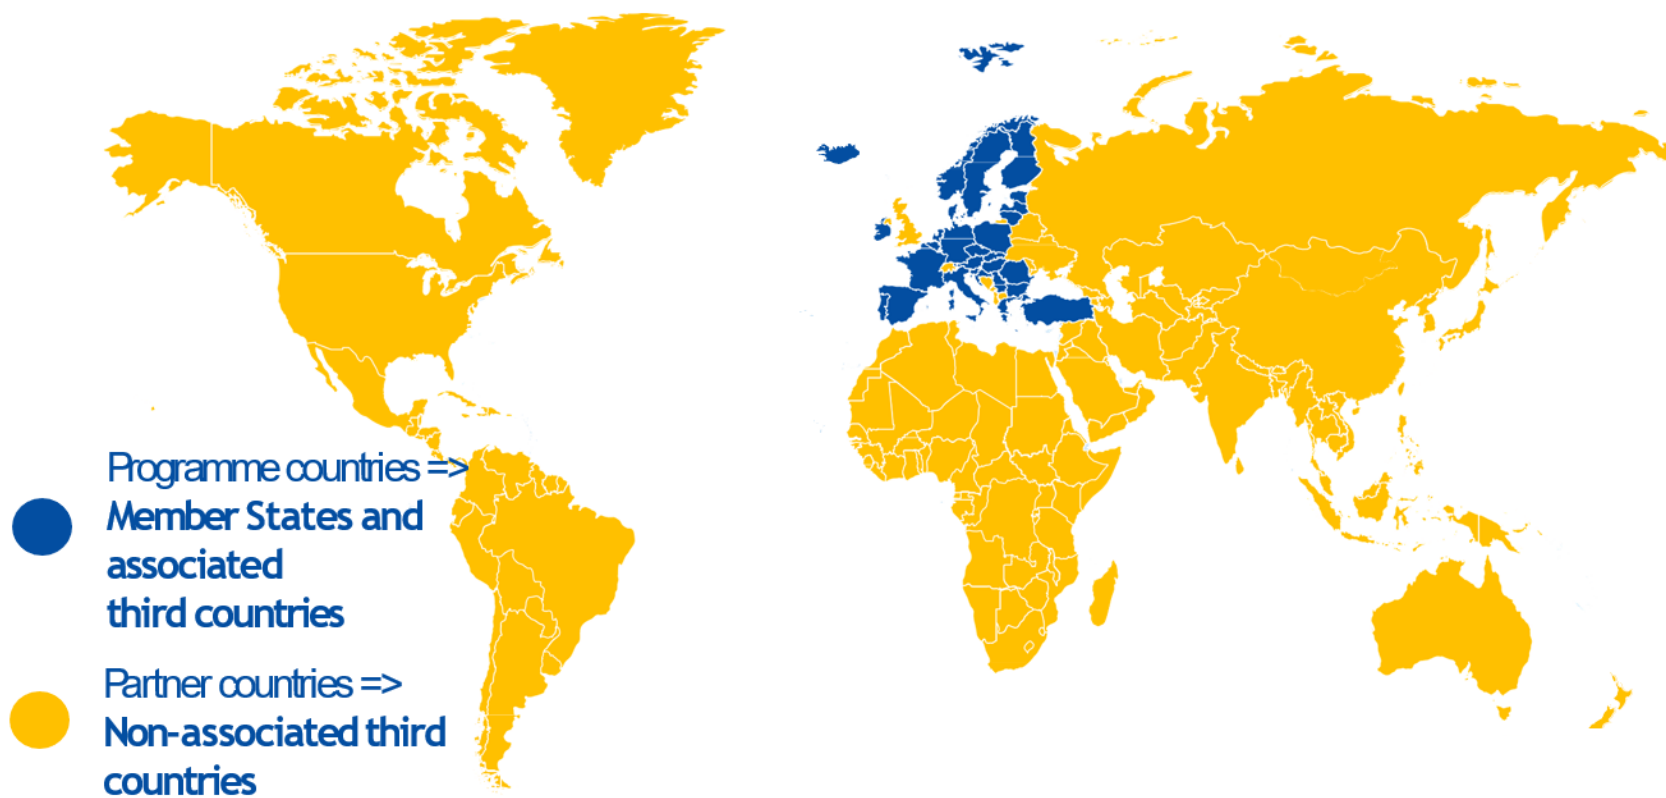 Programme countries =>
Member States and
associated
third countries
Partner countries =>
Non-associated third
countries